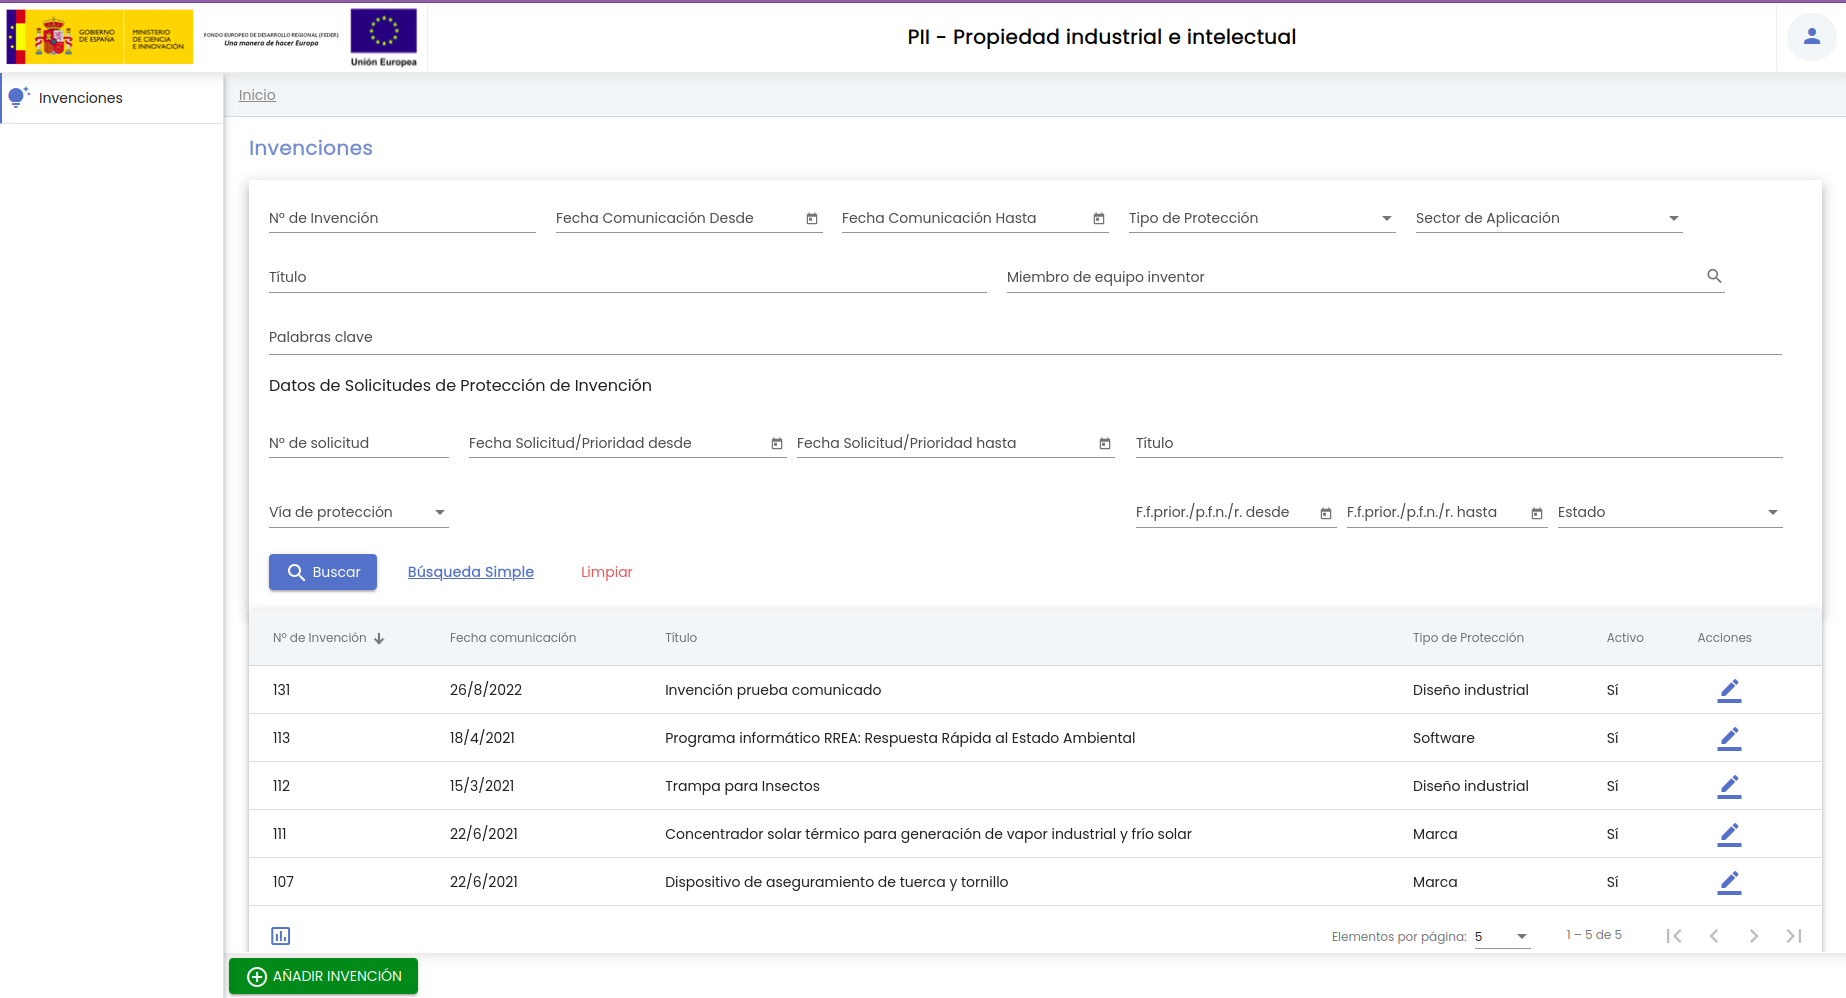 GOBIERNO
DE ESPAÑA
MINISTERIO
DE CIENCIA
E INNOVACIÓN
FONDO EUROPEO DE DESARROLLO REGIONAL (FEDER)
Una manera de hacer Europa
Unión Europea
PII - Propiedad industrial e intelectual
Invenciones
Inicio
Invenciones
Nº de Invención Fecha Comunicación Desde Fecha Comunicación Hasta Tipo de Protección Sector de Aplicación
Título Miembro de equipo inventor
Palabras clave
Datos de Solicitudes de Protección de Invención
Nº de solicitud Fecha Solicitud/Prioridad desde Fecha Solicitud/Prioridad hasta Título
Vía de protección F.f.prior./p.f.n./r. desde F.f.prior./p.f.n./r. hasta Estado
Buscar Búsqueda Simple Limpiar
Nº de Invención Fecha comunicación Título Tipo de Protección Activo Acciones
131 26/8/2022 Invención prueba comunicado Diseño industrial Sí
113 18/4/2021 Programa informático RREA: Respuesta Rápida al Estado Ambiental Software Sí
112 15/3/2021 Trampa para Insectos Diseño industrial Sí
111 22/6/2021 Concentrador solar térmico para generación de vapor industrial y frío solar Marca Sí
107 22/6/2021 Dispositivo de aseguramiento de tuerca y tornillo Marca Sí
Elementos por página: 5 1 – 5 de 5
AÑADIR INVENCIÓN